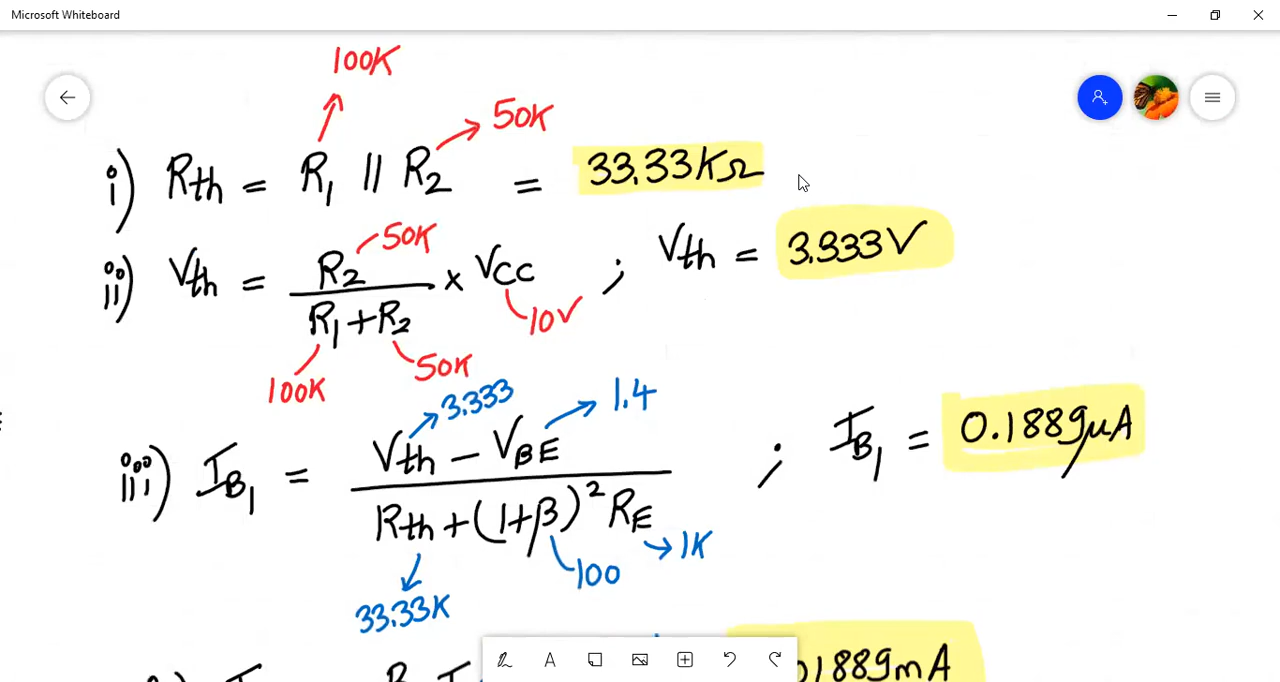 Microsoft Whiteboard
100K
50K
i) Rth = R1 || R2 = 33.33KΩ
50K
ii) Vth = R2 / R1+R2 × VCC ; Vth = 3.333V
10V
100K
50K
3.333
1.4
iii) IB1 = Vth - VBE / Rth + (1+β)² RE ; IB1 = 0.1889μA
1K
100
33.33K
01889mA